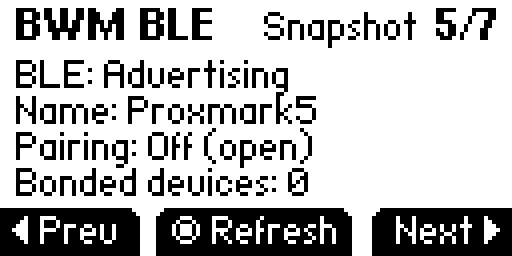 BWM BLE Snapshot 5/7
BLE: Advertising
Name: Proxmark5
Pairing: Off (open)
Bonded devices: 0
Prev Refresh Next